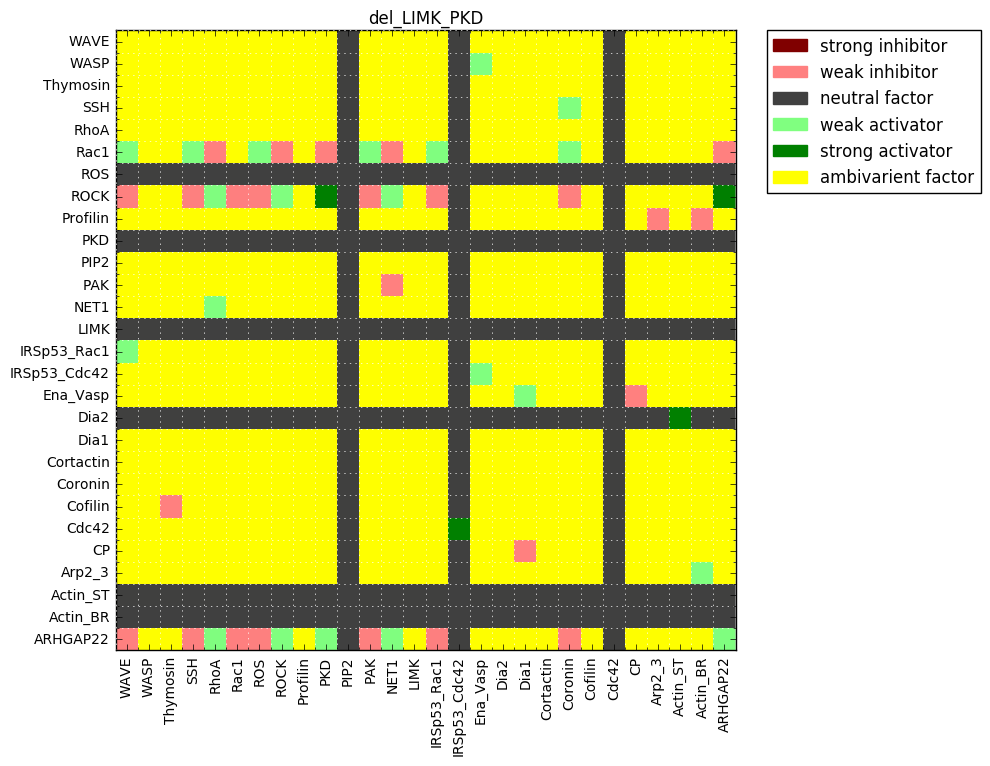 del_LIMK_PKD
WAVE
WASP
Thymosin
SSH
RhoA
Rac1
ROS
ROCK
Profilin
PKD
PIP2
PAK
NET1
LIMK
IRSp53_Rac1
IRSp53_Cdc42
Ena_Vasp
Dia2
Dia1
Cortactin
Coronin
Cofilin
Cdc42
CP
Arp2_3
Actin_ST
Actin_BR
ARHGAP22
WAVE
WASP
Thymosin
SSH
RhoA
Rac1
ROS
ROCK
Profilin
PKD
PIP2
PAK
NET1
LIMK
IRSp53_Rac1
IRSp53_Cdc42
Ena_Vasp
Dia2
Dia1
Cortactin
Coronin
Cofilin
Cdc42
CP
Arp2_3
Actin_ST
Actin_BR
ARHGAP22
strong inhibitor
weak inhibitor
neutral factor
weak activator
strong activator
ambivarient factor